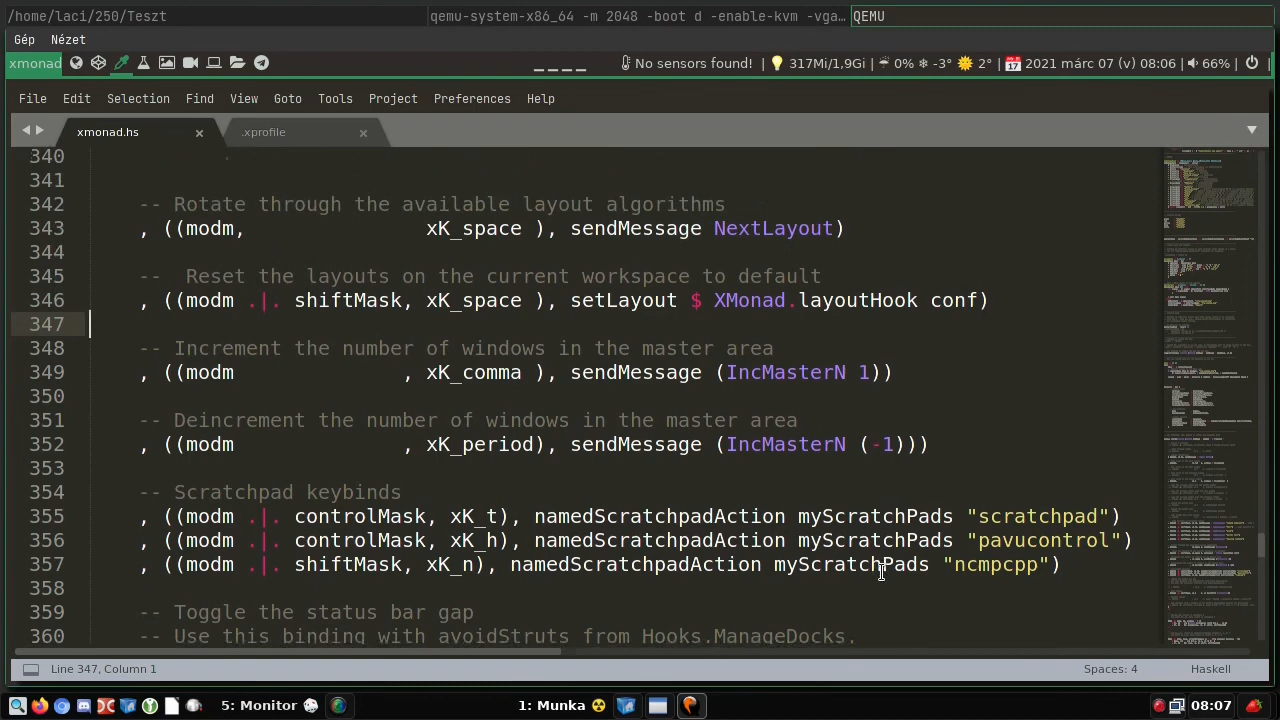 /home/laci/250/Teszt qemu-system-x86_64 -m 2048 -boot d -enable-kvm -vga… QEMU
Gép Nézet
xmonad No sensors found! | 317Mi/1,9Gi | 0% -3° 2° | 2021 márc 07 (v) 08:06 | 66% | |
File Edit Selection Find View Goto Tools Project Preferences Help
xmonad.hs × .xprofile ×
340
341
342 -- Rotate through the available layout algorithms
343 , ((modm, xK_space ), sendMessage NextLayout)
344
345 -- Reset the layouts on the current workspace to default
346 , ((modm .|. shiftMask, xK_space ), setLayout $ XMonad.layoutHook conf)
347
348 -- Increment the number of windows in the master area
349 , ((modm , xK_comma ), sendMessage (IncMasterN 1))
350
351 -- Deincrement the number of windows in the master area
352 , ((modm , xK_period), sendMessage (IncMasterN (-1)))
353
354 -- Scratchpad keybinds
355 , ((modm .|. controlMask, namedScratchpadAction myScratchPads "scratchpad")
356 , ((modm .|. controlMask, namedScratchpadAction myScratchPads "pavucontrol")
357 , ((modm .|. shiftMask, namedScratchpadAction myScratchPads "ncmpcpp")
358
359 -- Toggle the status bar gap
360 -- Use this binding with avoidStruts from Hooks.ManageDocks.
Line 347, Column 1 Spaces: 4 Haskell
5: Monitor 1: Munka 08:07